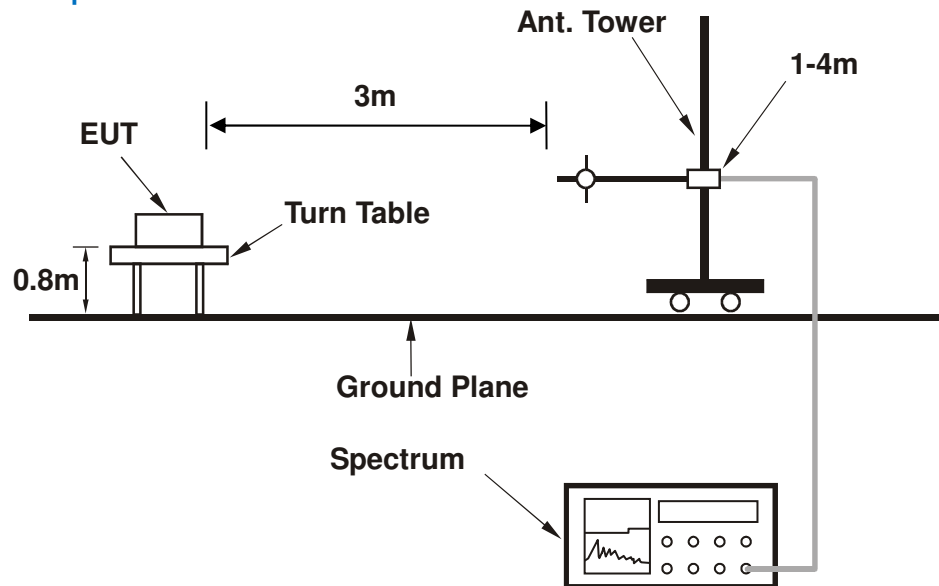 Ant. Tower
1-4m
3m
EUT
Turn Table
0.8m
Ground Plane
Spectrum